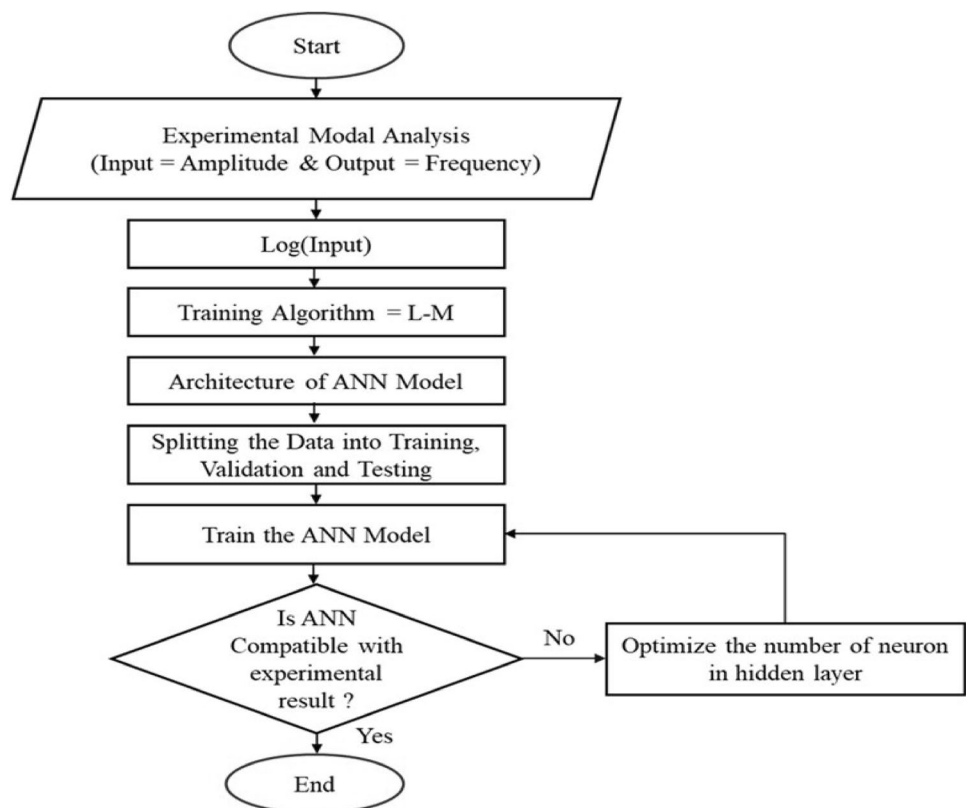 Start
Experimental Modal Analysis
(Input = Amplitude & Output = Frequency)
Log(Input)
Training Algorithm = L-M
Architecture of ANN Model
Splitting the Data into Training,
Validation and Testing
Train the ANN Model
Is ANN
Compatible with
experimental
result ?
No
Optimize the number of neuron
in hidden layer
Yes
End